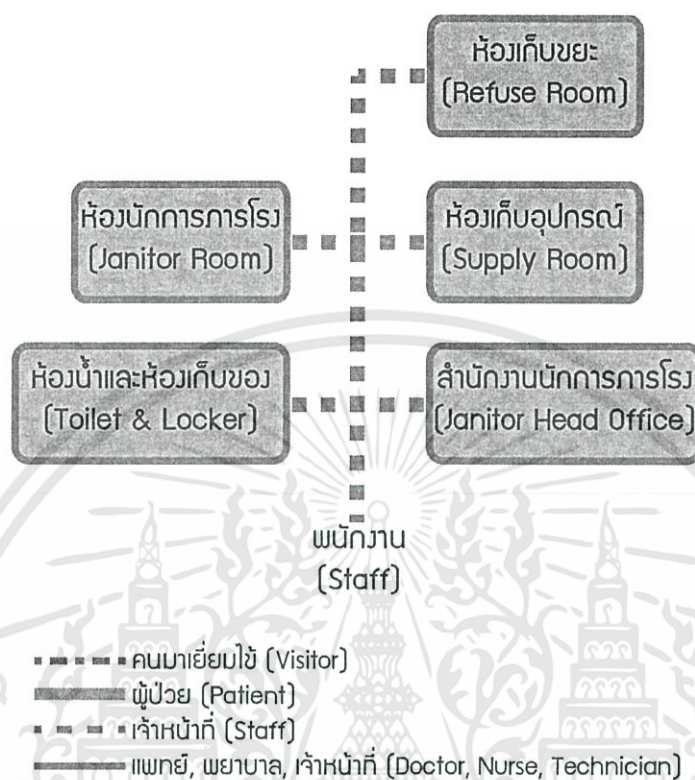 ห้องเก็บขยะ
(Refuse Room)
ห้องนักการภารโรง
(Janitor Room)
ห้องเก็บอุปกรณ์
(Supply Room)
ห้องน้ำและห้องเก็บของ
(Toilet & Locker)
สำนักงานนักการภารโรง
(Janitor Head Office)
พนักงาน
(Staff)
คนมาเยี่ยมไข้ (Visitor)
ผู้ป่วย (Patient)
เจ้าหน้าที่ (Staff)
แพทย์, พยาบาล, เจ้าหน้าที่ (Doctor, Nurse, Technician)